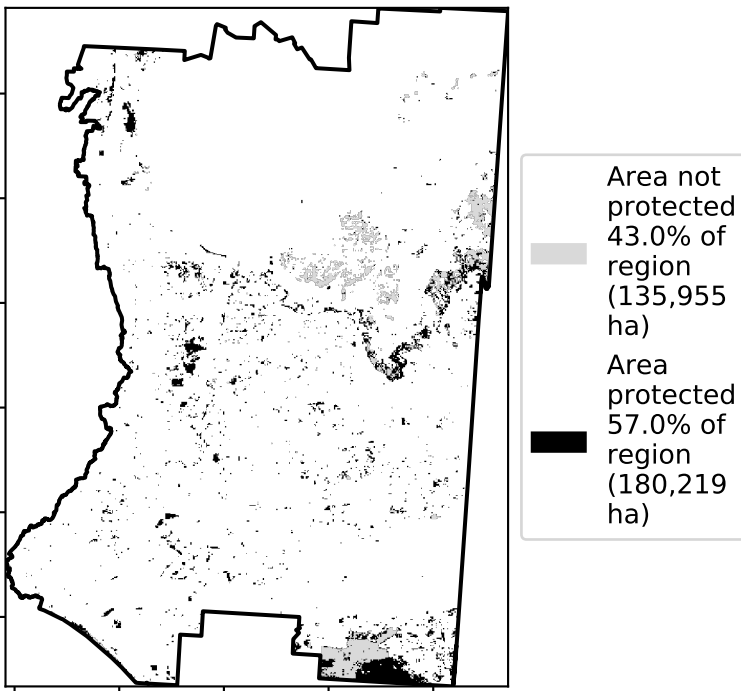 Area not
protected
43.0% of
region
(135,955
ha)
Area
protected
57.0% of
region
(180,219
ha)